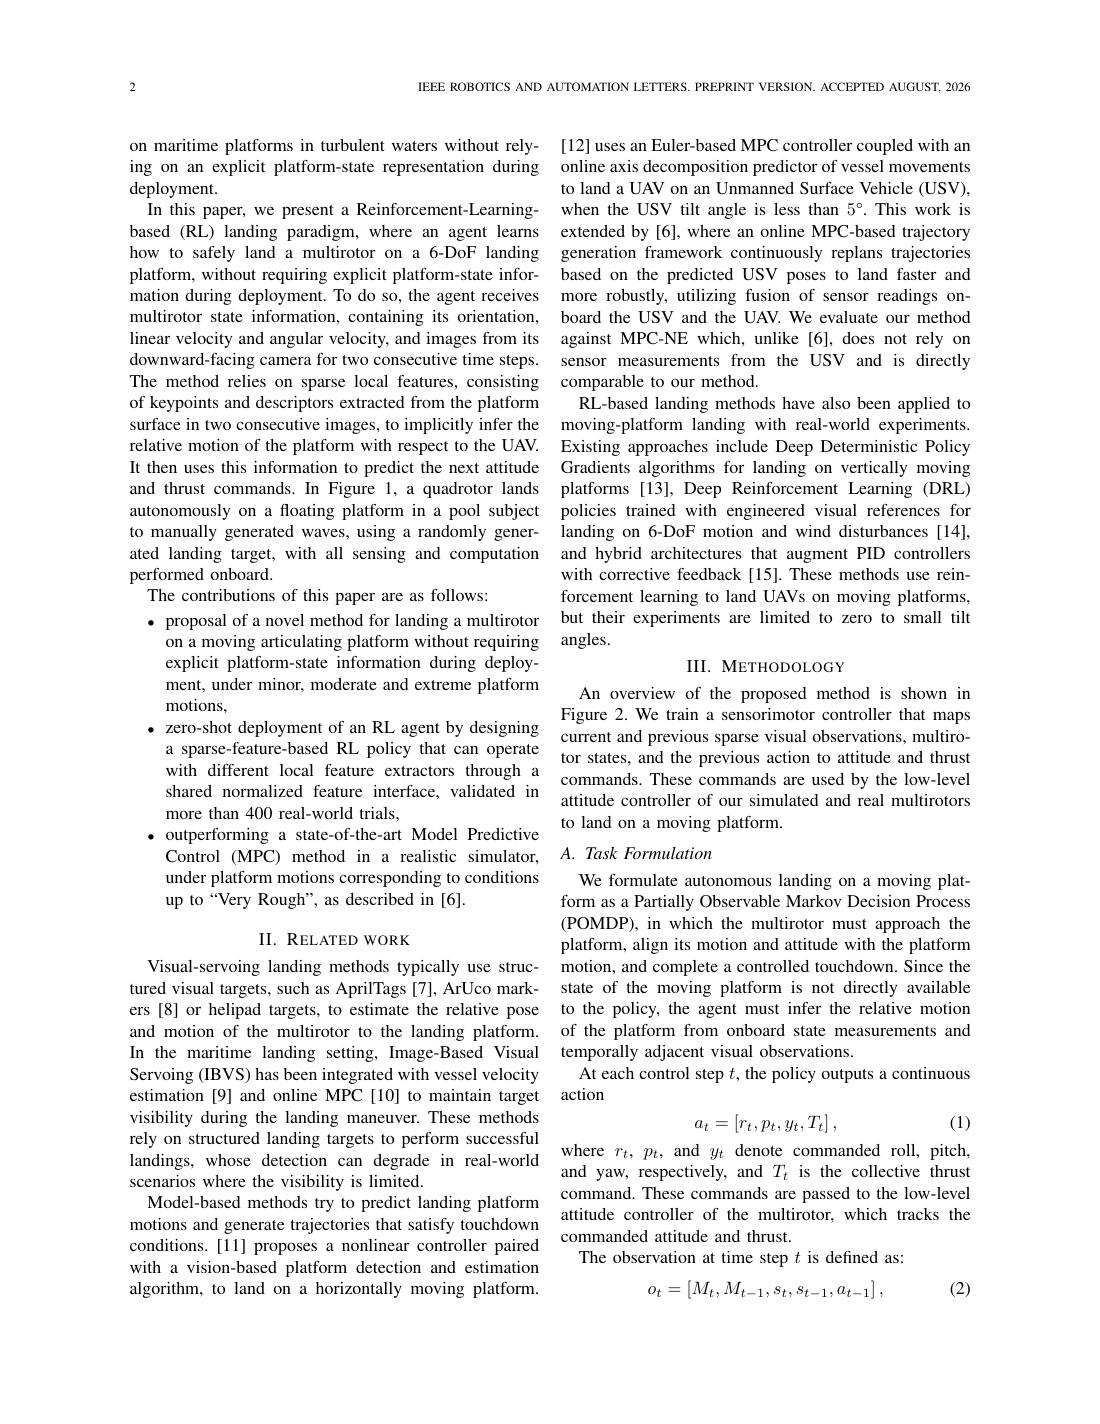 2
IEEE ROBOTICS AND AUTOMATION LETTERS. PREPRINT VERSION. ACCEPTED AUGUST, 2026
on maritime platforms in turbulent waters without rely-
ing on an explicit platform-state representation during
deployment.
In this paper, we present a Reinforcement-Learning-
based (RL) landing paradigm, where an agent learns
how to safely land a multirotor on a 6-DoF landing
platform, without requiring explicit platform-state infor-
mation during deployment. To do so, the agent receives
multirotor state information, containing its orientation,
linear velocity and angular velocity, and images from its
downward-facing camera for two consecutive time steps.
The method relies on sparse local features, consisting
of keypoints and descriptors extracted from the platform
surface in two consecutive images, to implicitly infer the
relative motion of the platform with respect to the UAV.
It then uses this information to predict the next attitude
and thrust commands. In Figure 1, a quadrotor lands
autonomously on a floating platform in a pool subject
to manually generated waves, using a randomly gener-
ated landing target, with all sensing and computation
performed onboard.
The contributions of this paper are as follows:
• proposal of a novel method for landing a multirotor
on a moving articulating platform without requiring
explicit platform-state information during deploy-
ment, under minor, moderate and extreme platform
motions,
• zero-shot deployment of an RL agent by designing
a sparse-feature-based RL policy that can operate
with different local feature extractors through a
shared normalized feature interface, validated in
more than 400 real-world trials,
• outperforming a state-of-the-art Model Predictive
Control (MPC) method in a realistic simulator,
under platform motions corresponding to conditions
up to “Very Rough”, as described in [6].
II. RELATED WORK
Visual-servoing landing methods typically use struc-
tured visual targets, such as AprilTags [7], ArUco mark-
ers [8] or helipad targets, to estimate the relative pose
and motion of the multirotor to the landing platform.
In the maritime landing setting, Image-Based Visual
Servoing (IBVS) has been integrated with vessel velocity
estimation [9] and online MPC [10] to maintain target
visibility during the landing maneuver. These methods
rely on structured landing targets to perform successful
landings, whose detection can degrade in real-world
scenarios where the visibility is limited.
Model-based methods try to predict landing platform
motions and generate trajectories that satisfy touchdown
conditions. [11] proposes a nonlinear controller paired
with a vision-based platform detection and estimation
algorithm, to land on a horizontally moving platform.
[12] uses an Euler-based MPC controller coupled with an
online axis decomposition predictor of vessel movements
to land a UAV on an Unmanned Surface Vehicle (USV),
when the USV tilt angle is less than 5°. This work is
extended by [6], where an online MPC-based trajectory
generation framework continuously replans trajectories
based on the predicted USV poses to land faster and
more robustly, utilizing fusion of sensor readings on-
board the USV and the UAV. We evaluate our method
against MPC-NE which, unlike [6], does not rely on
sensor measurements from the USV and is directly
comparable to our method.
RL-based landing methods have also been applied to
moving-platform landing with real-world experiments.
Existing approaches include Deep Deterministic Policy
Gradients algorithms for landing on vertically moving
platforms [13], Deep Reinforcement Learning (DRL)
policies trained with engineered visual references for
landing on 6-DoF motion and wind disturbances [14],
and hybrid architectures that augment PID controllers
with corrective feedback [15]. These methods use rein-
forcement learning to land UAVs on moving platforms,
but their experiments are limited to zero to small tilt
angles.
III. METHODOLOGY
An overview of the proposed method is shown in
Figure 2. We train a sensorimotor controller that maps
current and previous sparse visual observations, multiro-
tor states, and the previous action to attitude and thrust
commands. These commands are used by the low-level
attitude controller of our simulated and real multirotors
to land on a moving platform.
A. Task Formulation
We formulate autonomous landing on a moving plat-
form as a Partially Observable Markov Decision Process
(POMDP), in which the multirotor must approach the
platform, align its motion and attitude with the platform
motion, and complete a controlled touchdown. Since the
state of the moving platform is not directly available
to the policy, the agent must infer the relative motion
of the platform from onboard state measurements and
temporally adjacent visual observations.
At each control step t, the policy outputs a continuous
action
a_t = [r_t, p_t, y_t, T_t] , (1)
where r_t, p_t, and y_t denote commanded roll, pitch,
and yaw, respectively, and T_t is the collective thrust
command. These commands are passed to the low-level
attitude controller of the multirotor, which tracks the
commanded attitude and thrust.
The observation at time step t is defined as:
o_t = [M_t, M_{t−1}, s_t, s_{t−1}, a_{t−1}] , (2)